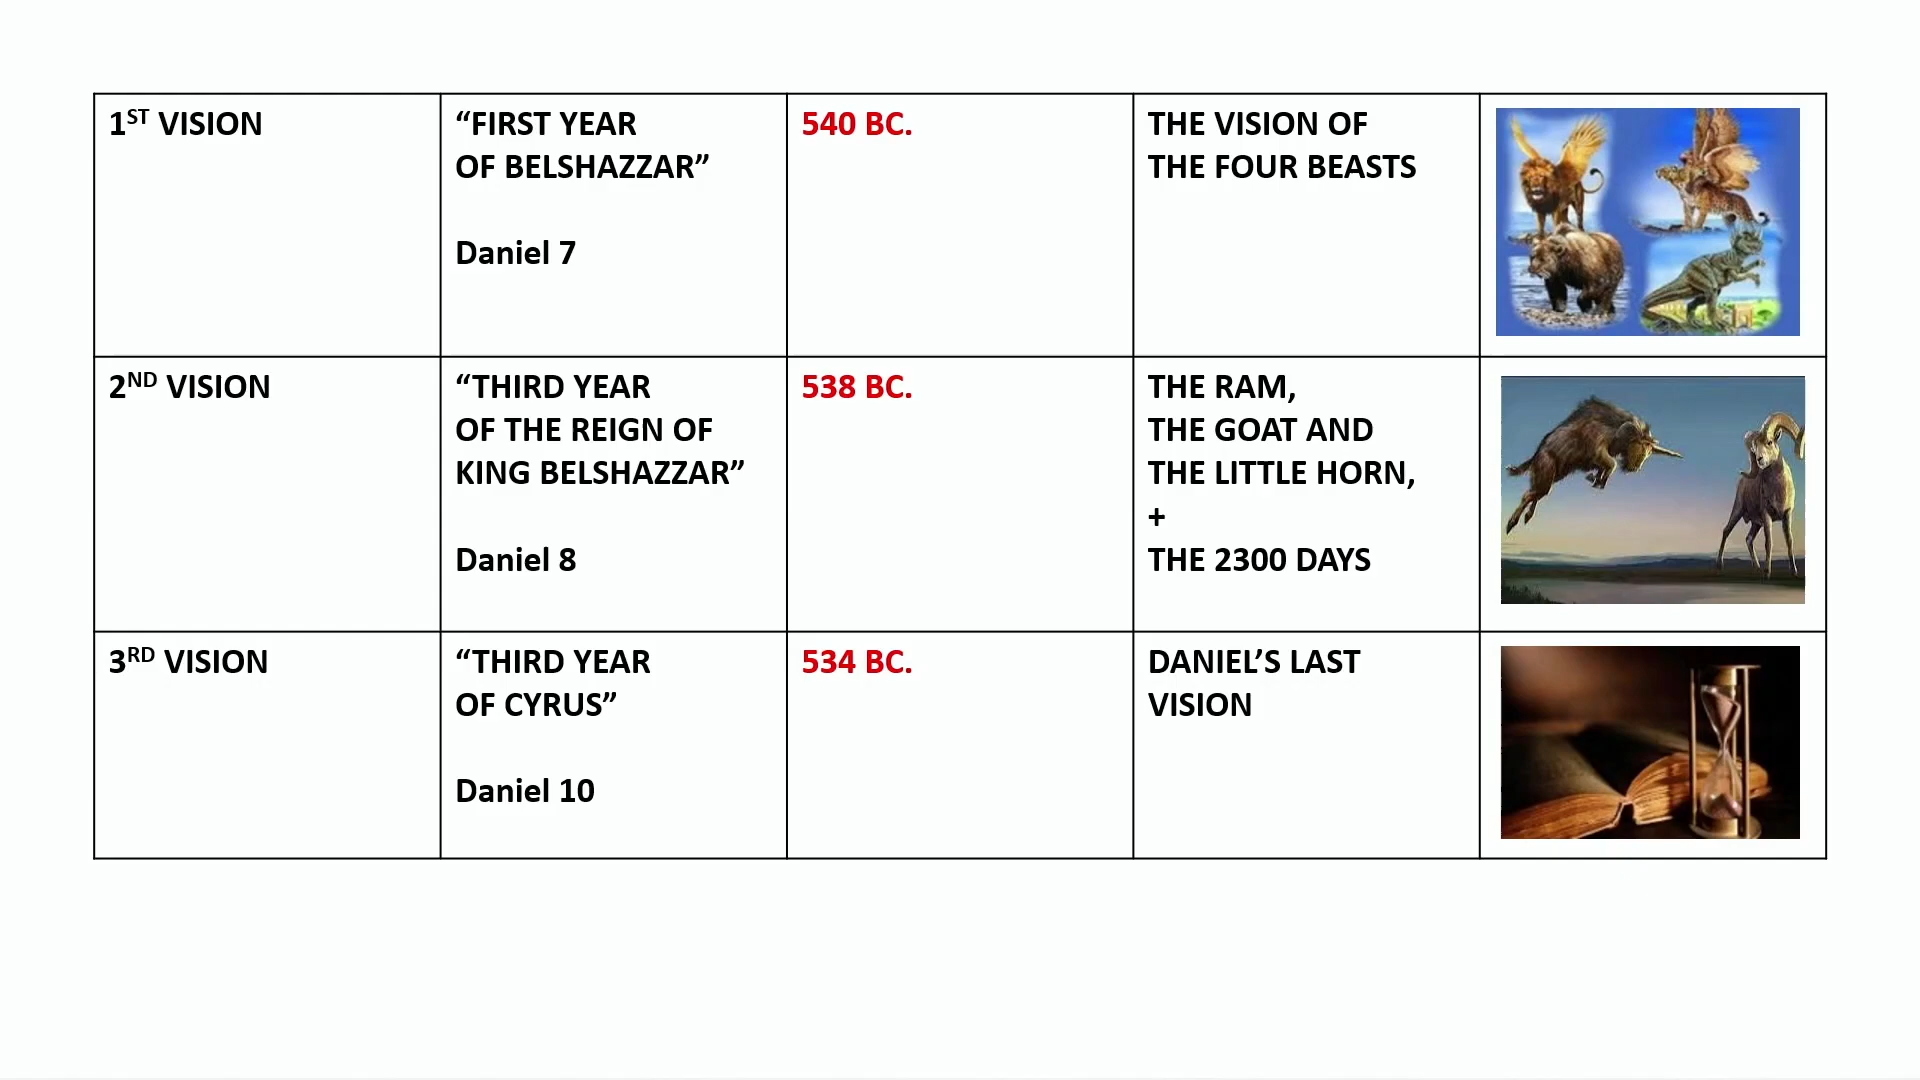 1ST VISION
“FIRST YEAR
OF BELSHAZZAR”
Daniel 7
540 BC.
THE VISION OF
THE FOUR BEASTS
2ND VISION
“THIRD YEAR
OF THE REIGN OF
KING BELSHAZZAR”
Daniel 8
538 BC.
THE RAM,
THE GOAT AND
THE LITTLE HORN,
+
THE 2300 DAYS
3RD VISION
“THIRD YEAR
OF CYRUS”
Daniel 10
534 BC.
DANIEL’S LAST
VISION